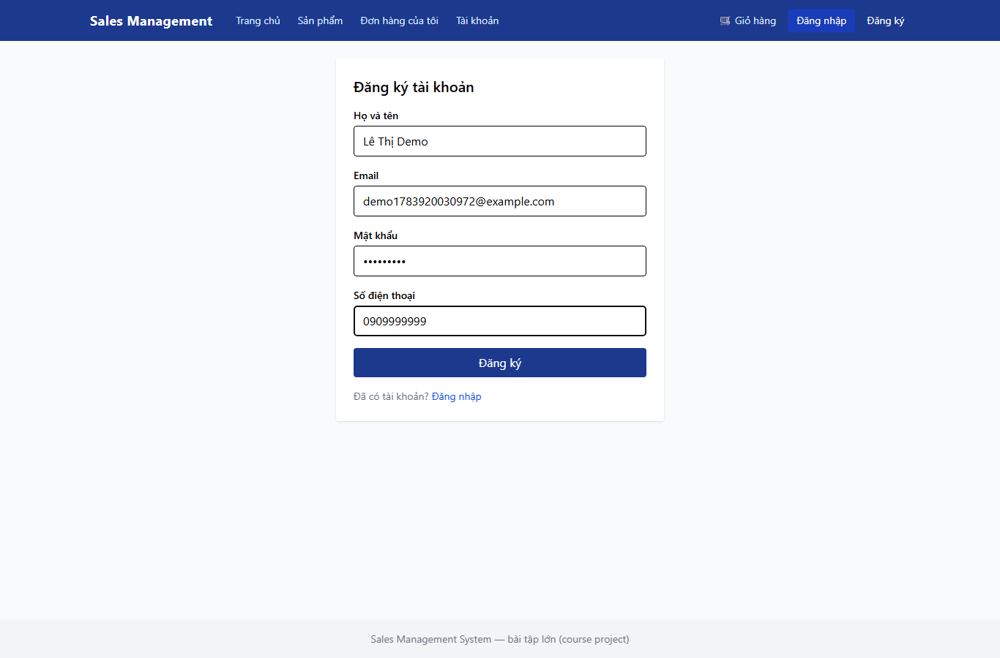 Sales Management Trang chủ Sản phẩm Đơn hàng của tôi Tài khoản Giỏ hàng Đăng nhập Đăng ký
Đăng ký tài khoản
Họ và tên
Lê Thị Demo
Email
demo1783920030972@example.com
Mật khẩu
•••••••••
Số điện thoại
0909999999
Đăng ký
Đã có tài khoản? Đăng nhập
Sales Management System — bài tập lớn (course project)